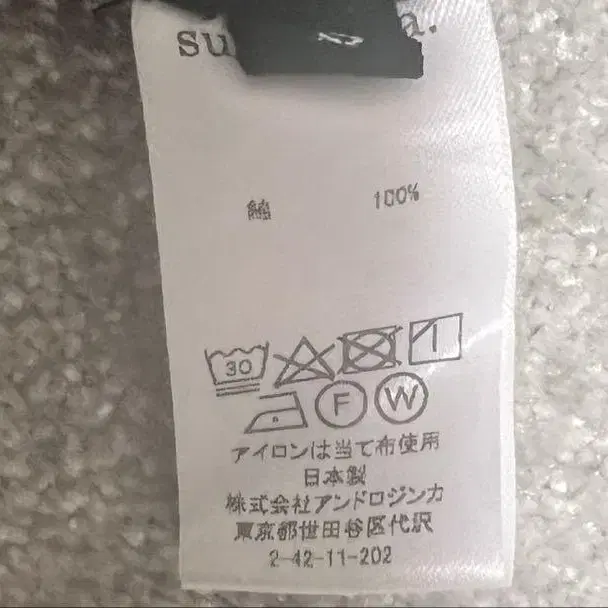 綿 100%
30
F W
アイロンは当て布使用
日本製
株式会社アンドロジンカ
東京都世田谷区代沢
2-42-11-202